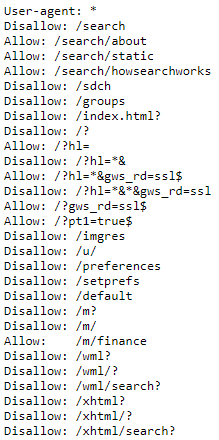 User-agent: *
Disallow: /search
Allow: /search/about
Allow: /search/static
Allow: /search/howsearchworks
Disallow: /sdch
Disallow: /groups
Disallow: /index.html?
Disallow: /?
Allow: /?hl=
Disallow: /?hl=*&
Allow: /?hl=*&gws_rd=ssl$
Disallow: /?hl=*&*&gws_rd=ssl
Allow: /?gws_rd=ssl$
Allow: /?pt1=true$
Disallow: /imgres
Disallow: /u/
Disallow: /preferences
Disallow: /setprefs
Disallow: /default
Disallow: /m?
Disallow: /m/
Allow:    /m/finance
Disallow: /wml?
Disallow: /wml/?
Disallow: /wml/search?
Disallow: /xhtml?
Disallow: /xhtml/?
Disallow: /xhtml/search?